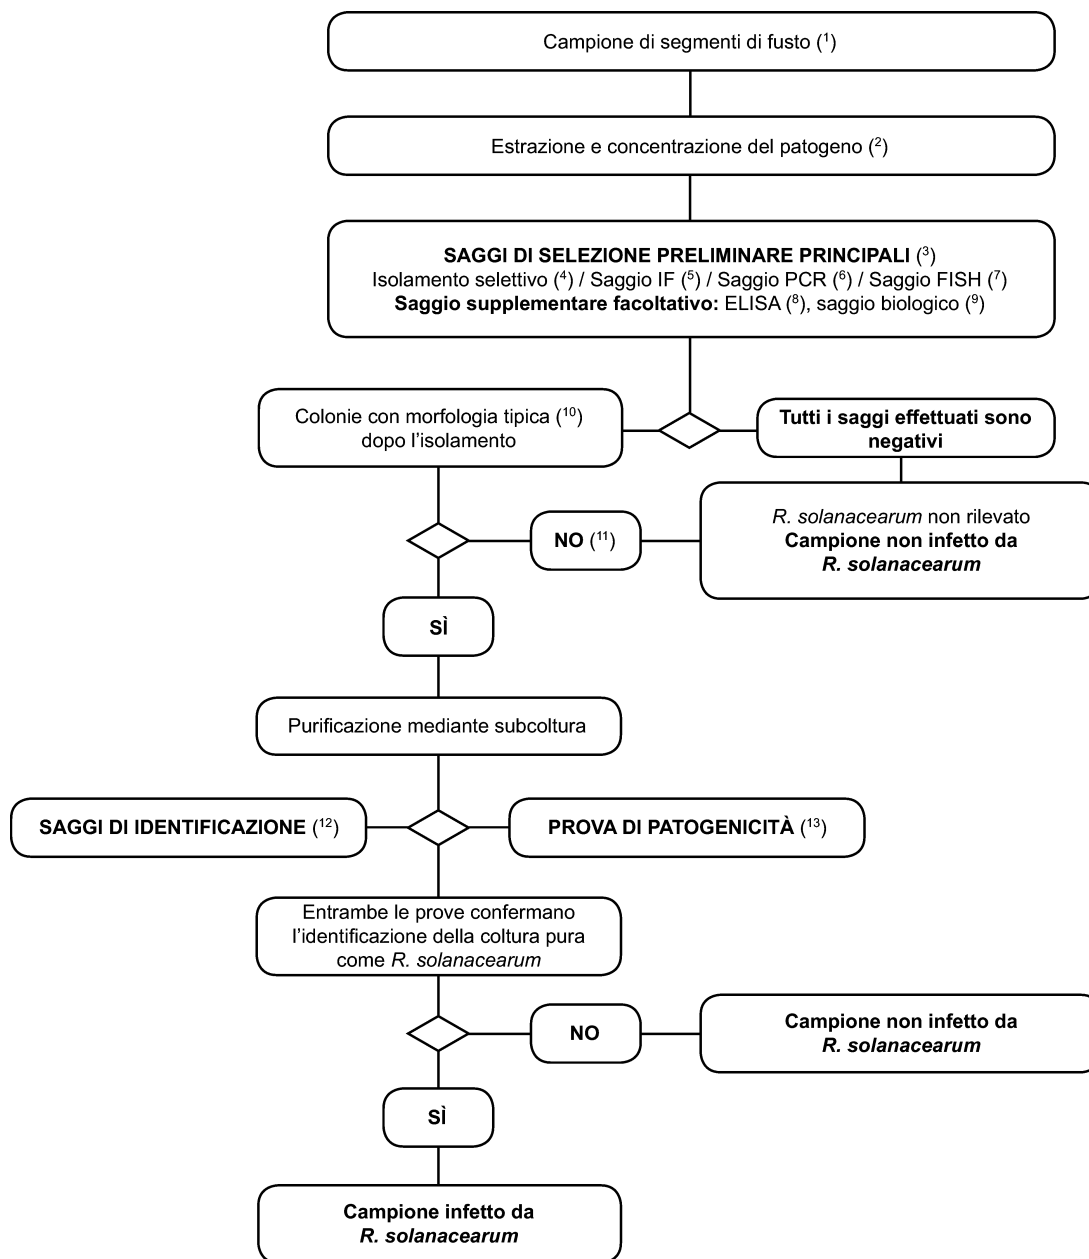 Campione di segmenti di fusto (¹)
Estrazione e concentrazione del patogeno (²)
SAGGI DI SELEZIONE PRELIMINARE PRINCIPALI (³)
Isolamento selettivo (⁴) / Saggio IF (⁵) / Saggio PCR (⁶) / Saggio FISH (⁷)
Saggio supplementare facoltativo: ELISA (⁸), saggio biologico (⁹)
Colonie con morfologia tipica (¹⁰)
dopo l’isolamento
Tutti i saggi effettuati sono
negativi
NO (¹¹)
R. solanacearum non rilevato
Campione non infetto da
R. solanacearum
SÌ
Purificazione mediante subcoltura
SAGGI DI IDENTIFICAZIONE (¹²)
PROVA DI PATOGENICITÀ (¹³)
Entrambe le prove confermano
l’identificazione della coltura pura
come R. solanacearum
NO
Campione non infetto da
R. solanacearum
SÌ
Campione infetto da
R. solanacearum